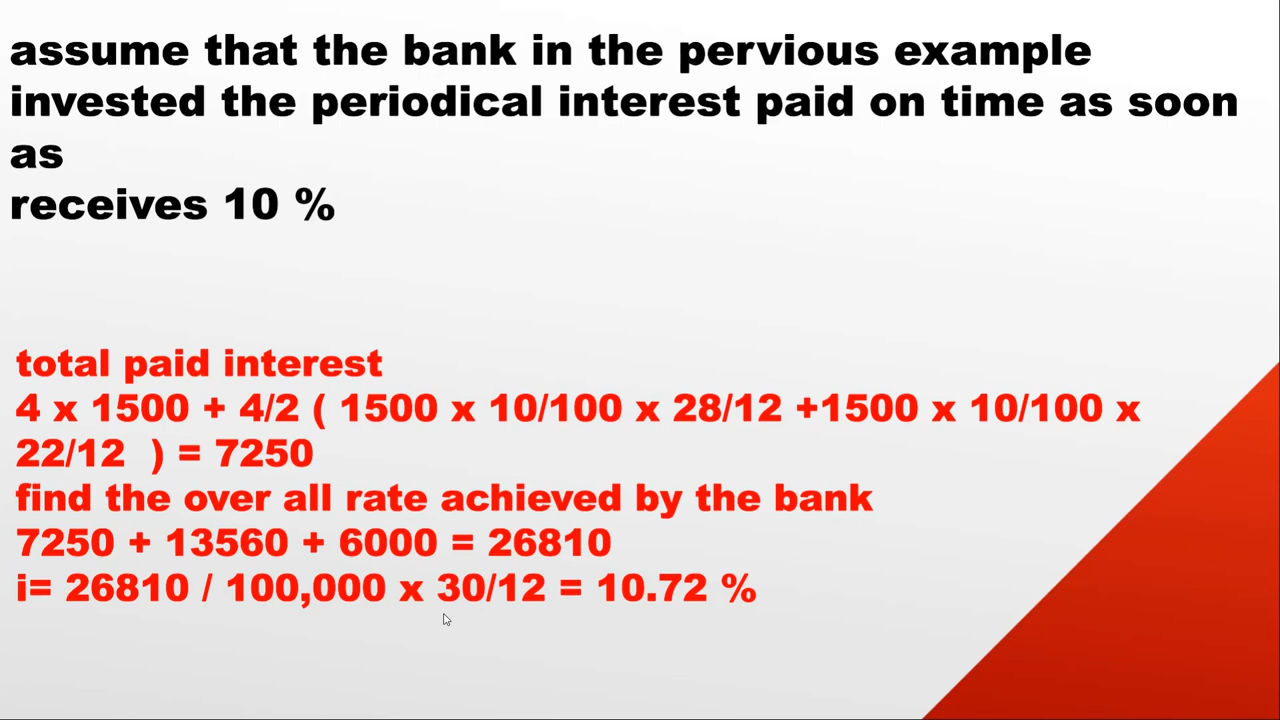 assume that the bank in the pervious example
invested the periodical interest paid on time as soon
as
receives 10 %
total paid interest
4 x 1500 + 4/2 ( 1500 x 10/100 x 28/12 +1500 x 10/100 x
22/12 ) = 7250
find the over all rate achieved by the bank
7250 + 13560 + 6000 = 26810
i= 26810 / 100,000 x 30/12 = 10.72 %